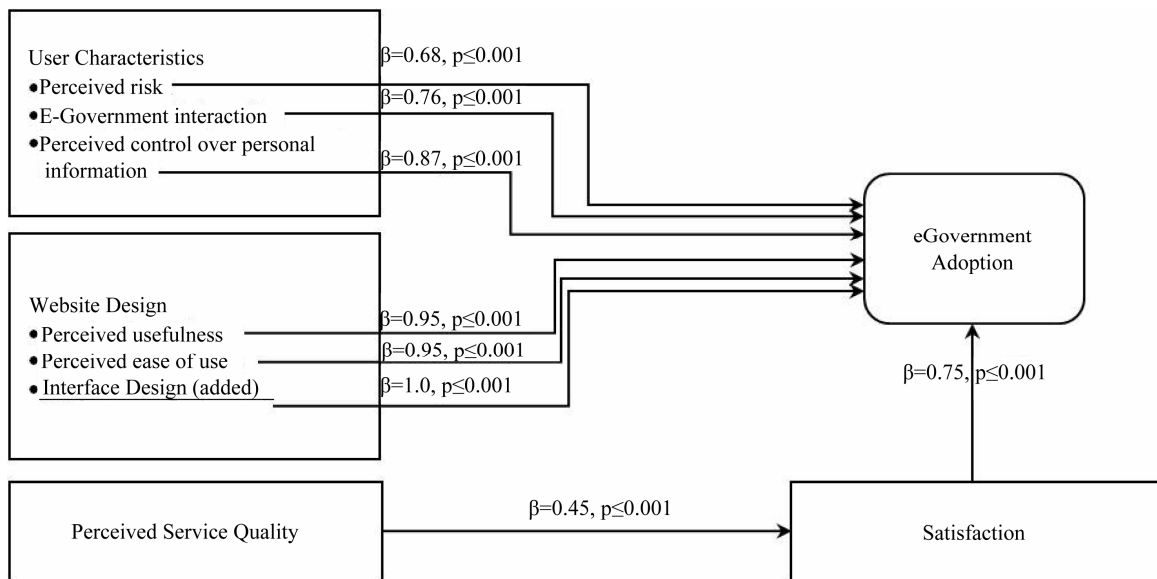 User Characteristics
●Perceived risk
●E-Government interaction
●Perceived control over personal
information
β=0.68, p≤0.001
β=0.76, p≤0.001
β=0.87, p≤0.001
Website Design
●Perceived usefulness
●Perceived ease of use
●Interface Design (added)
β=0.95, p≤0.001
β=0.95, p≤0.001
β=1.0, p≤0.001
eGovernment
Adoption
β=0.75, p≤0.001
Perceived Service Quality
β=0.45, p≤0.001
Satisfaction